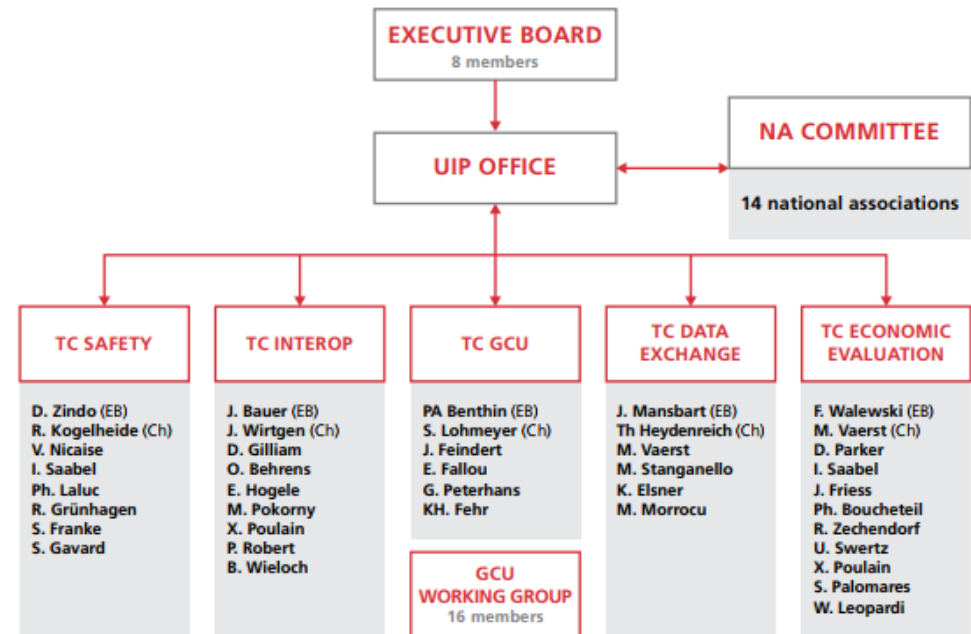 EXECUTIVE BOARD
8 members
UIP OFFICE
NA COMMITTEE
14 national associations
TC SAFETY
D. Zindo (EB)
R. Kogelheide (Ch)
V. Nicaise
I. Saabel
Ph. Laluc
R. Grünhagen
S. Franke
S. Gavard
TC INTEROP
J. Bauer (EB)
J. Wirtgen (Ch)
D. Gilliam
O. Behrens
E. Hogele
M. Pokorny
X. Poulain
P. Robert
B. Wieloch
TC GCU
PA Benthin (EB)
S. Lohmeyer (Ch)
J. Feindert
E. Fallou
G. Peterhans
KH. Fehr
GCU
WORKING GROUP
16 members
TC DATA
EXCHANGE
J. Mansbart (EB)
Th Heydenreich (Ch)
M. Vaerst
M. Stanganello
K. Elsner
M. Morrocu
TC ECONOMIC
EVALUATION
F. Walewski (EB)
M. Vaerst (Ch)
D. Parker
I. Saabel
J. Friess
Ph. Boucheteil
R. Zechendorf
U. Swertz
X. Poulain
S. Palomares
W. Leopardi